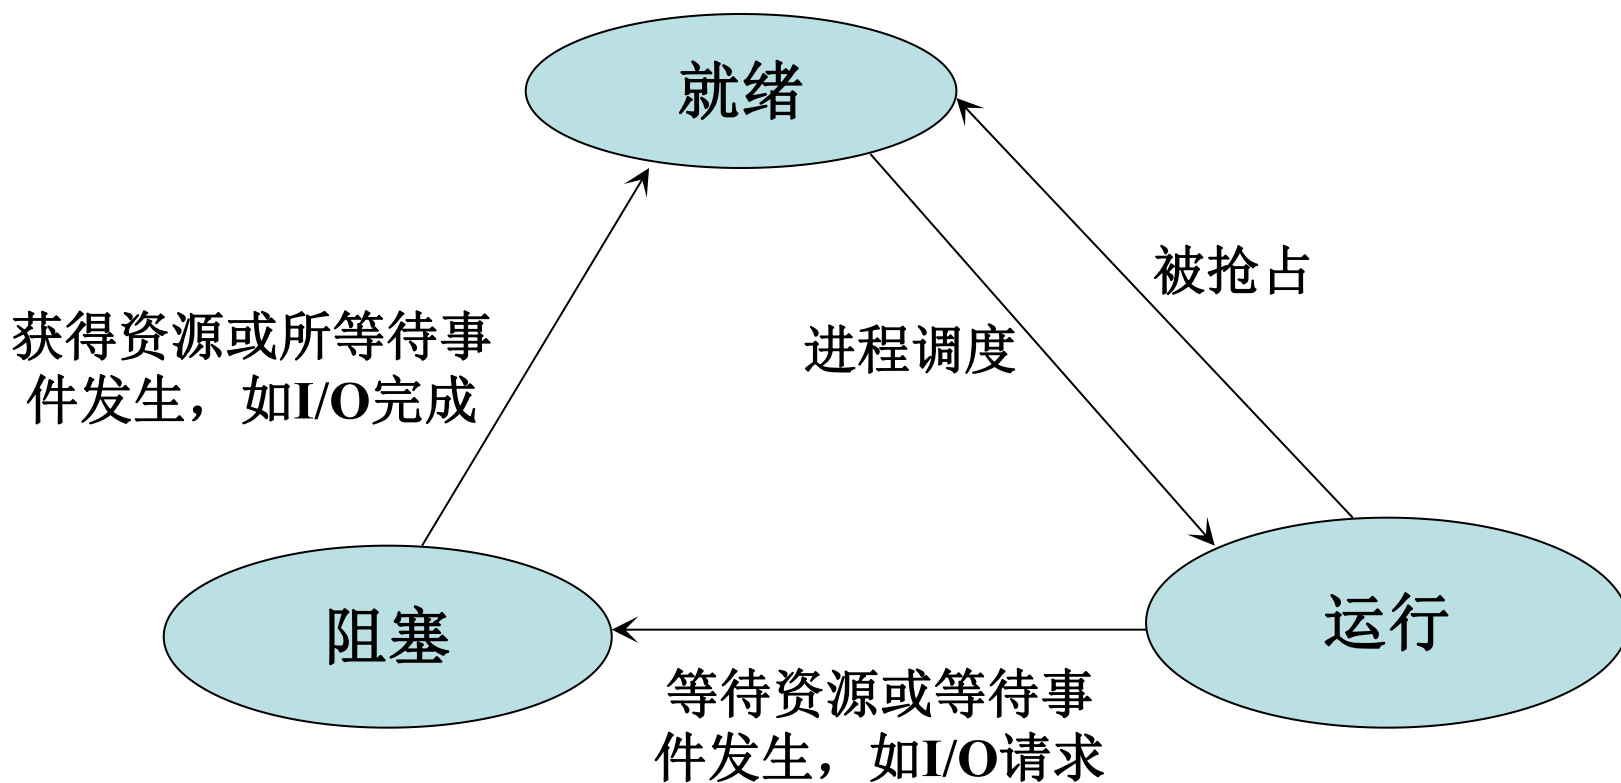 就绪
被抢占
获得资源或所等待事
件发生，如I/O完成
进程调度
阻塞
运行
等待资源或等待事
件发生，如I/O请求